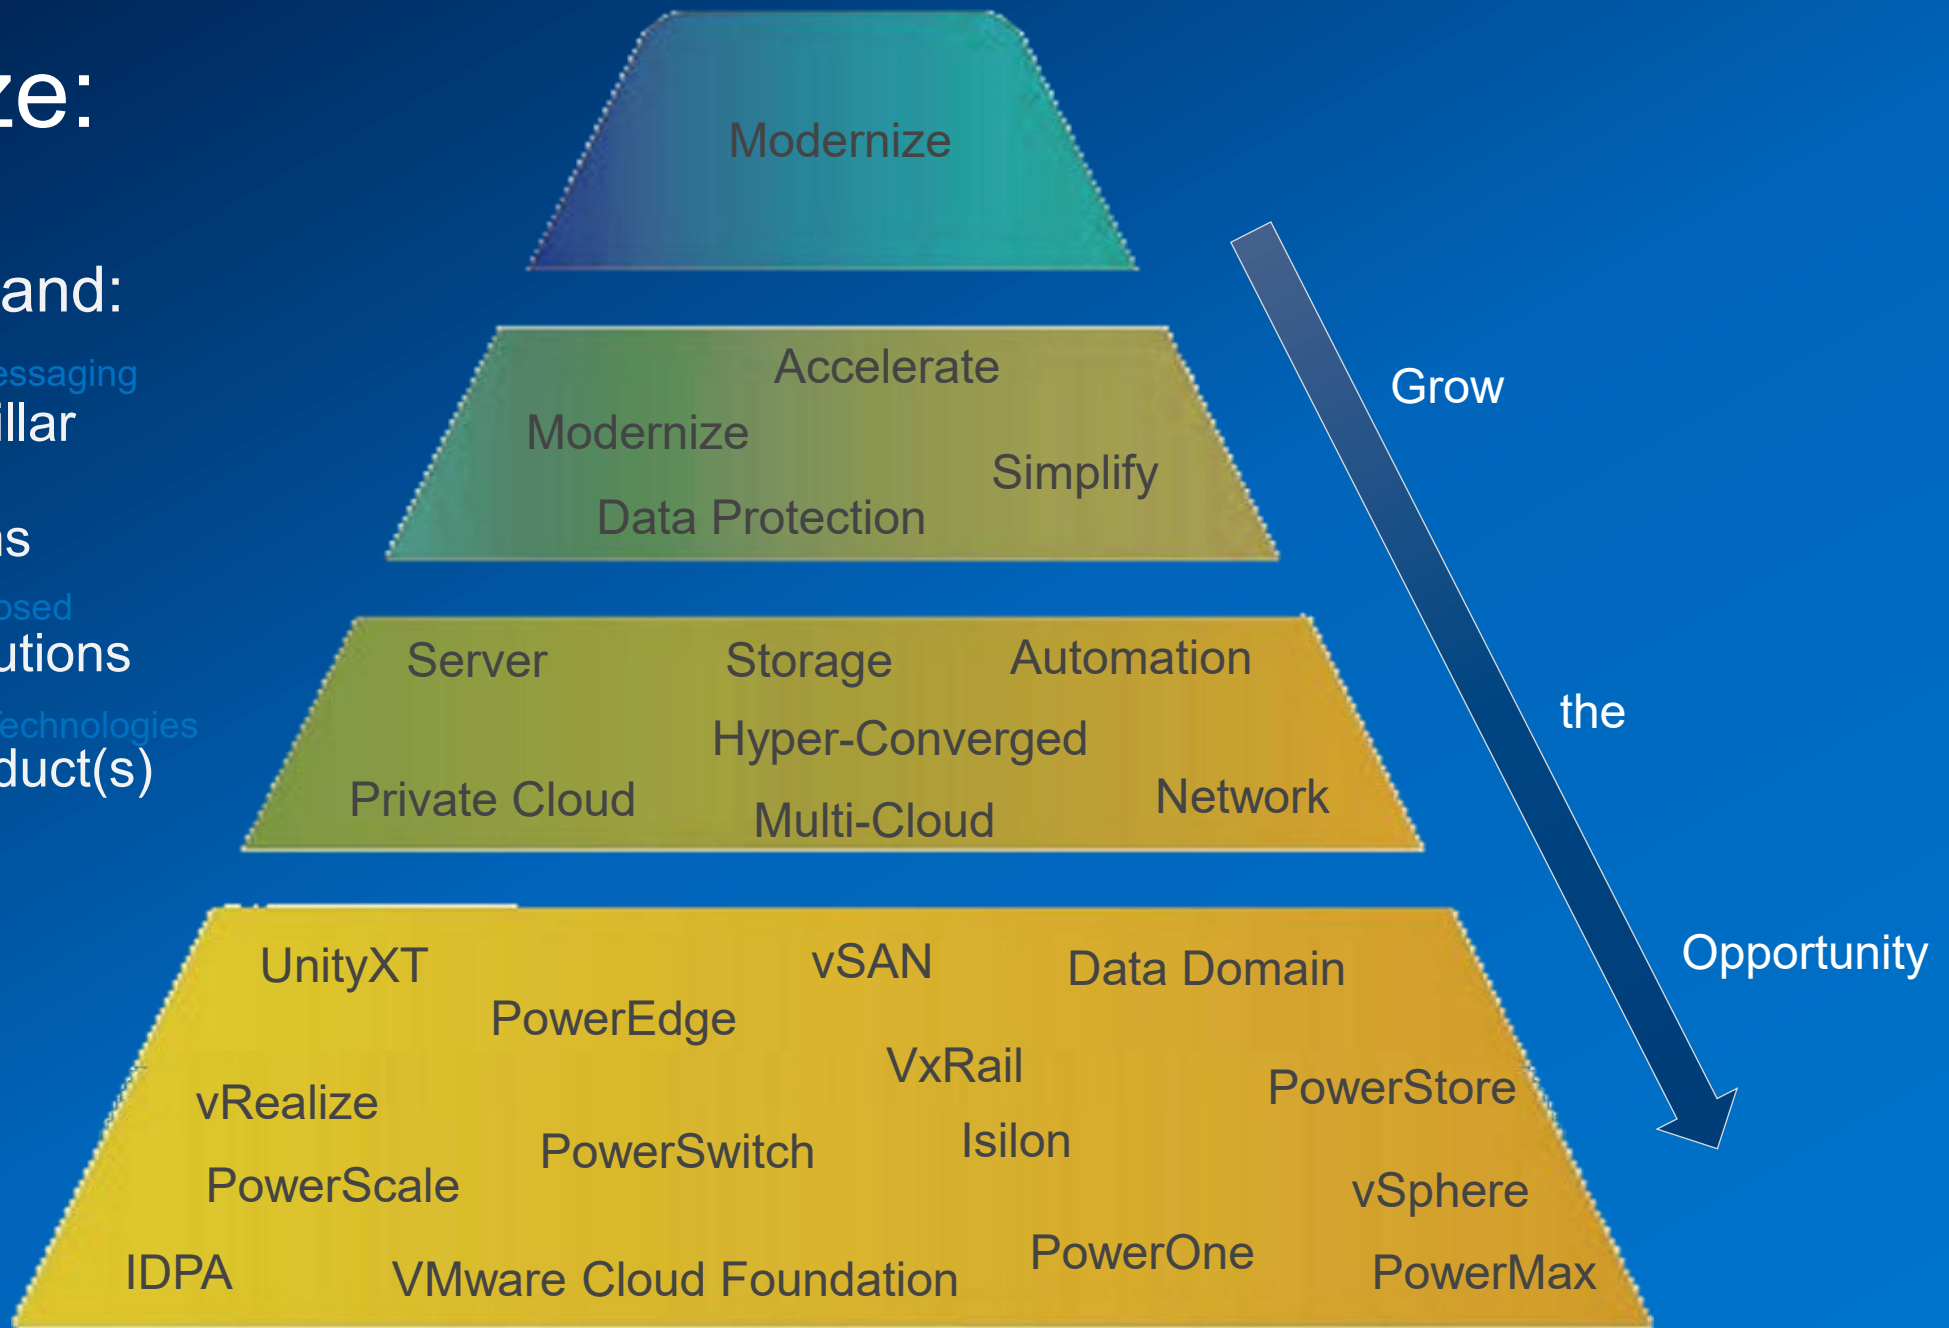 ze:
and:
essaging
illar
ns
osed
utions
echnologies
duct(s)
Modernize
Accelerate
Modernize
Simplify
Data Protection
Server Storage Automation
Hyper-Converged
Private Cloud Multi-Cloud Network
UnityXT vSAN Data Domain
PowerEdge
VxRail
vRealize PowerStore
PowerSwitch Isilon
PowerScale vSphere
IDPA VMware Cloud Foundation PowerOne PowerMax
Grow
the
Opportunity